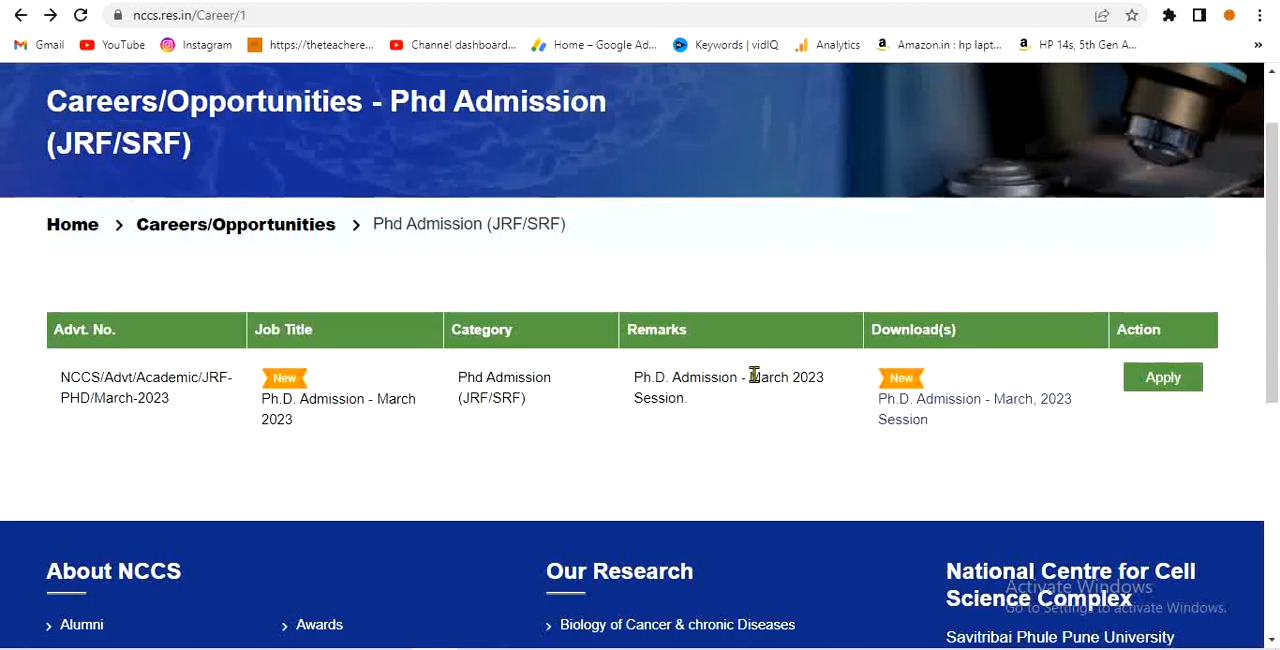 nccs.res.in/Career/1
Gmail
YouTube
Instagram
https://theteachere...
Channel dashboard...
Home – Google Ad...
Keywords | vidIQ
Analytics
Amazon.in : hp lapt...
HP 14s, 5th Gen A...
»
Careers/Opportunities - Phd Admission
(JRF/SRF)
Home > Careers/Opportunities > Phd Admission (JRF/SRF)
Advt. No. Job Title Category Remarks Download(s) Action
NCCS/Advt/Academic/JRF-
PHD/March-2023
New
Ph.D. Admission - March
2023
Phd Admission
(JRF/SRF)
Ph.D. Admission - March 2023
Session.
New
Ph.D. Admission - March, 2023
Session
Apply
About NCCS
> Alumni
> Awards
Our Research
> Biology of Cancer & chronic Diseases
National Centre for Cell
Science Complex
Savitribai Phule Pune University
Activate Windows
Go to Settings to activate Windows.